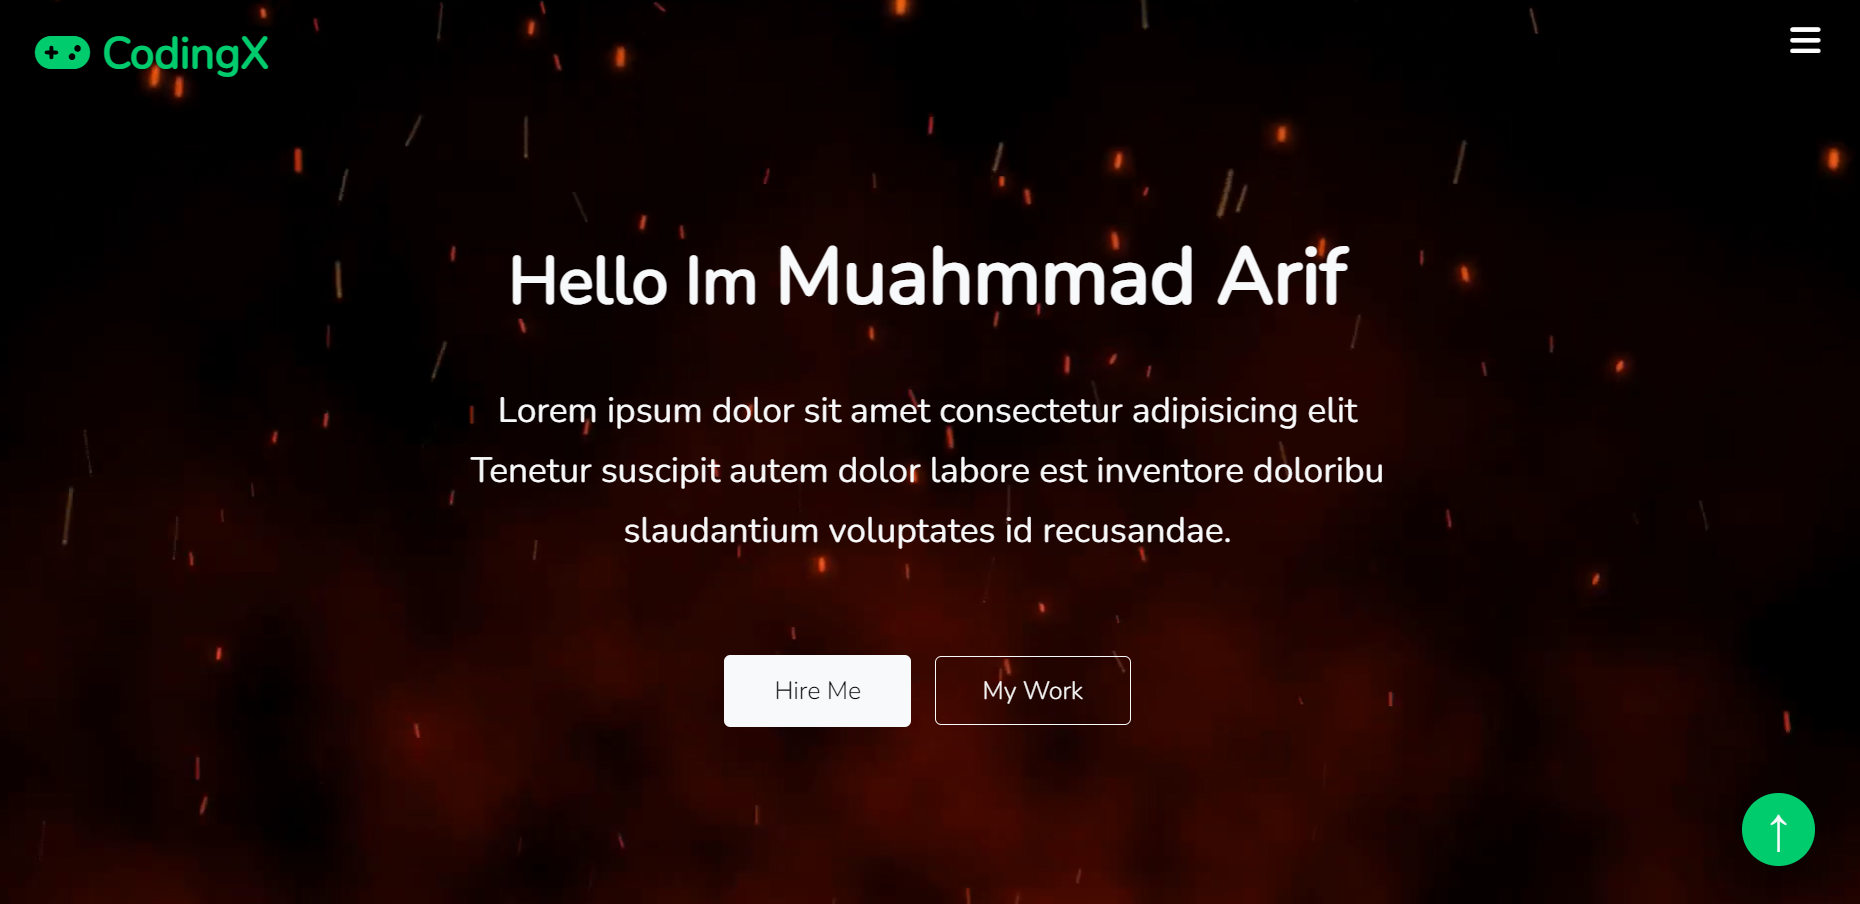 CodingX
Hello Im Muahmmad Arif
Lorem ipsum dolor sit amet consectetur adipisicing elit
Tenetur suscipit autem dolor labore est inventore doloribu
slaudantium voluptates id recusandae.
Hire Me
My Work